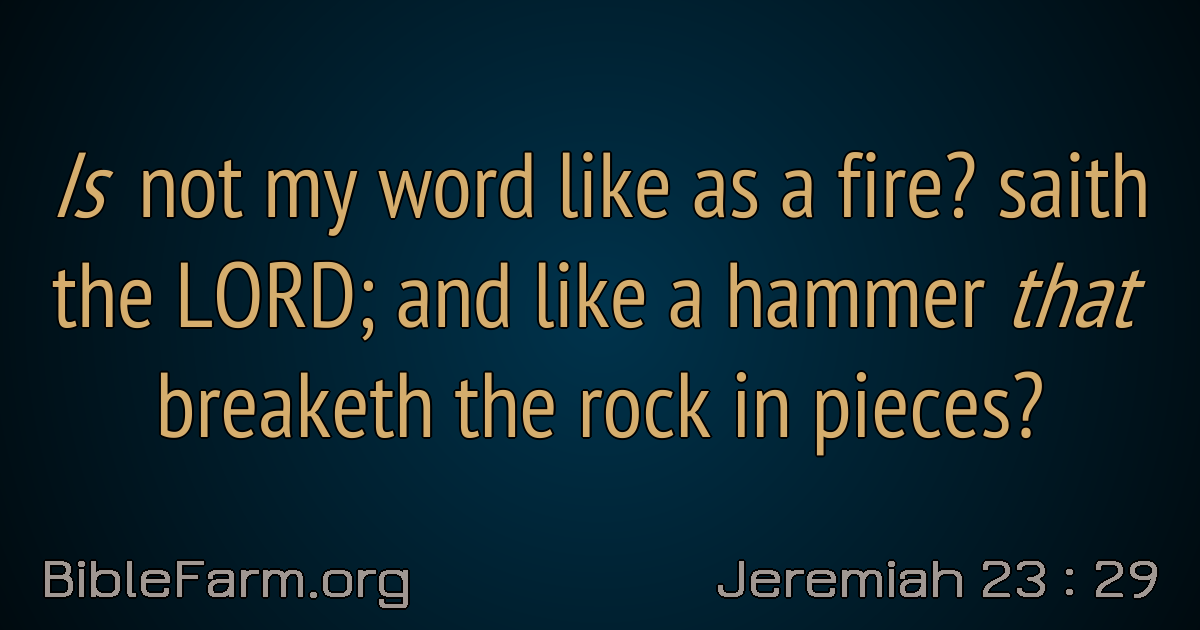 Is not my word like as a fire? saith
the LORD; and like a hammer that
breaketh the rock in pieces?
BibleFarm.org
Jeremiah 23 : 29